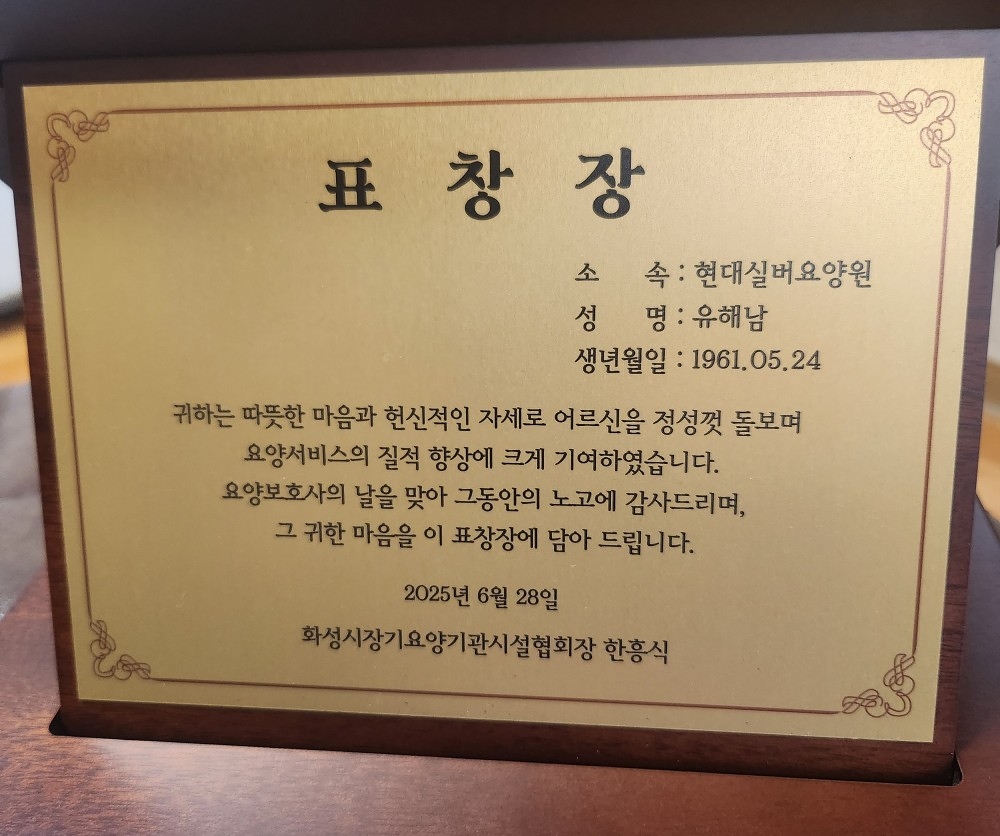 표 창 장
소 속 : 현대실버요양원
성 명 : 유해남
생년월일 : 1961.05.24
귀하는 따뜻한 마음과 헌신적인 자세로 어르신을 정성껏 돌보며
요양서비스의 질적 향상에 크게 기여하였습니다.
요양보호사의 날을 맞아 그동안의 노고에 감사드리며,
그 귀한 마음을 이 표창장에 담아 드립니다.
2025년 6월 28일
화성시장기요양기관시설협회장 한흥식